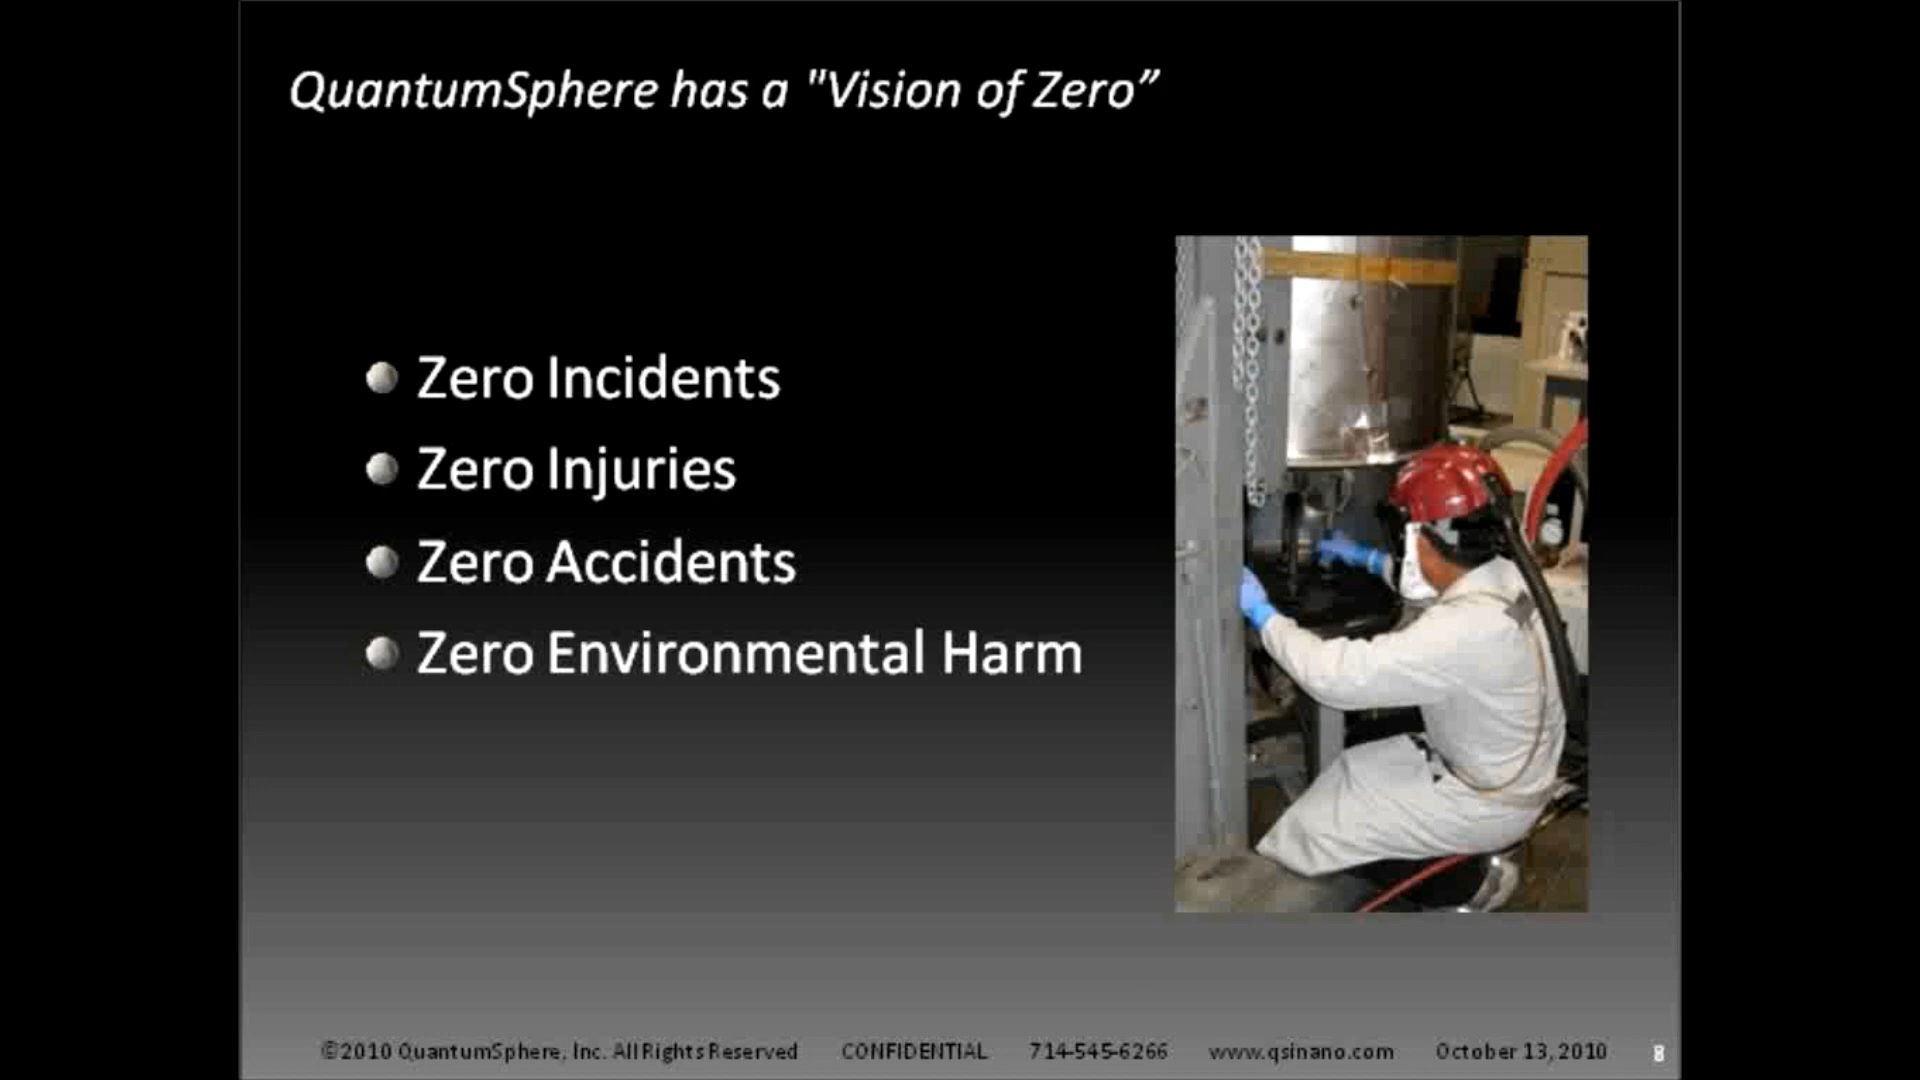 QuantumSphere has a "Vision of Zero”
Zero Incidents
Zero Injuries
Zero Accidents
Zero Environmental Harm
©2010 QuantumSphere, Inc. All Rights Reserved CONFIDENTIAL 714-545-6266 www.qsinano.com October 13, 2010 8